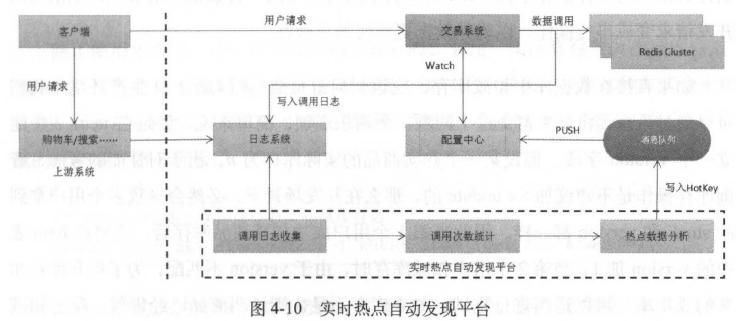 用户请求
数据调用
客户端
交易系统
Redis Cluster
Watch
用户请求
写入调用日志
PUSH
购物车/搜索……
日志系统
配置中心
消息队列
上游系统
写入HotKey
调用日志收集
调用次数统计
热点数据分析
实时热点自动发现平台
图 4-10 实时热点自动发现平台